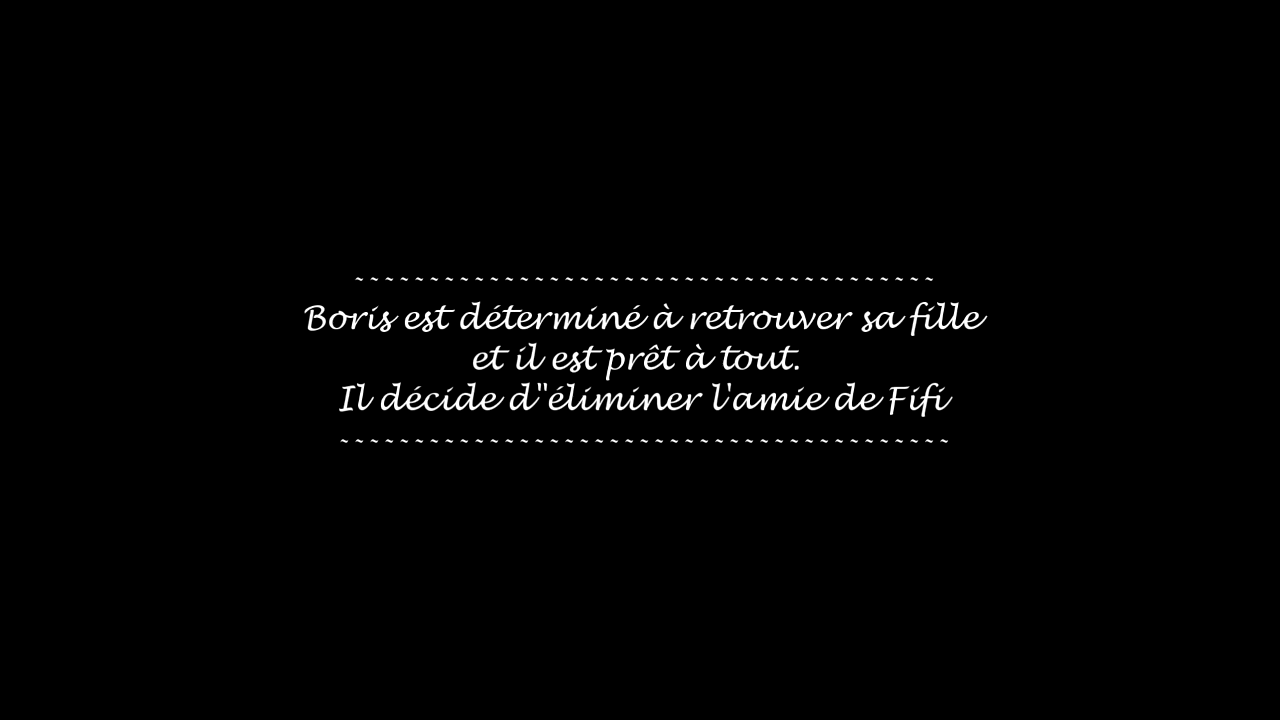 ~~~~~~~~~~~~~~~~~~~~~~~~~~~~~~~~~~~~~~~
Boris est déterminé à retrouver sa fille
et il est prêt à tout.
Il décide d"éliminer l'amie de Fifi
~~~~~~~~~~~~~~~~~~~~~~~~~~~~~~~~~~~~~~~~~